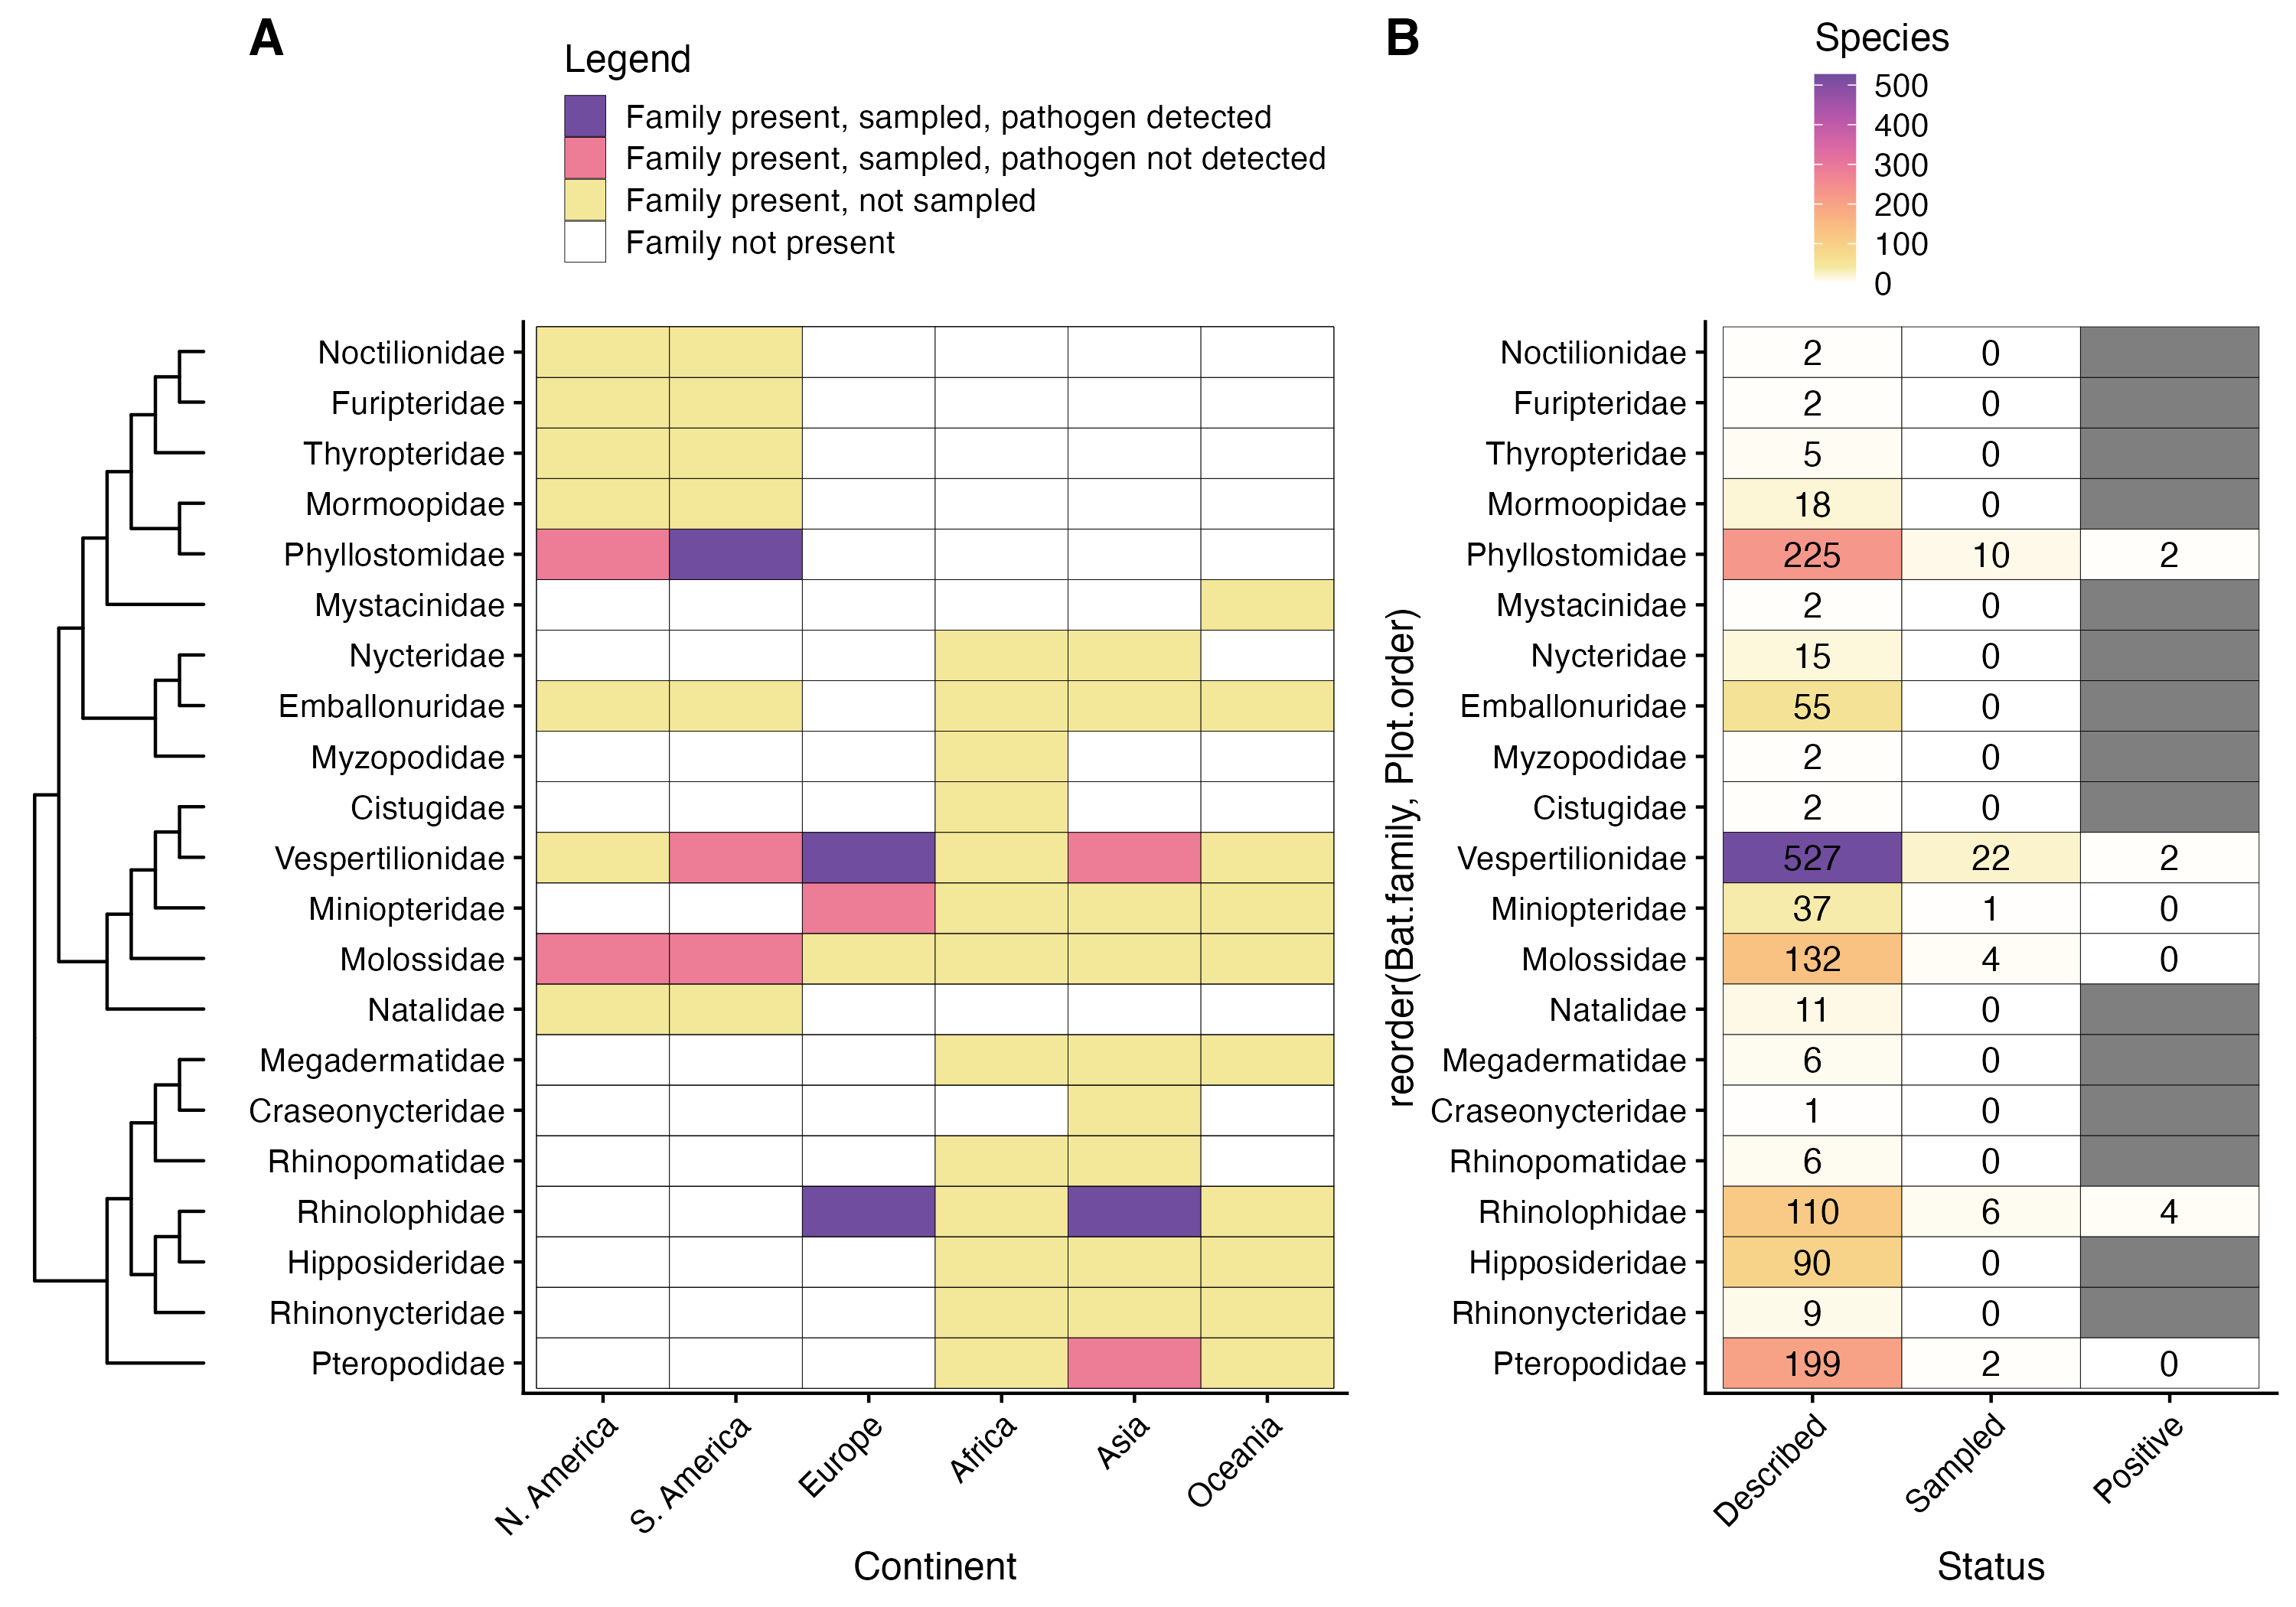 A
Legend
Family present, sampled, pathogen detected
Family present, sampled, pathogen not detected
Family present, not sampled
Family not present
Noctilionidae
Furipteridae
Thyropteridae
Mormoopidae
Phyllostomidae
Mystacinidae
Nycteridae
Emballonuridae
Myzopodidae
Cistugidae
Vespertilionidae
Miniopteridae
Molossidae
Natalidae
Megadermatidae
Craseonycteridae
Rhinopomatidae
Rhinolophidae
Hipposideridae
Rhinonycteridae
Pteropodidae
N. America
S. America
Europe
Africa
Asia
Oceania
Continent
B
Species
500
400
300
200
100
0
reorder(Bat.family, Plot.order)
Noctilionidae 2 0
Furipteridae 2 0
Thyropteridae 5 0
Mormoopidae 18 0
Phyllostomidae 225 10 2
Mystacinidae 2 0
Nycteridae 15 0
Emballonuridae 55 0
Myzopodidae 2 0
Cistugidae 2 0
Vespertilionidae 527 22 2
Miniopteridae 37 1 0
Molossidae 132 4 0
Natalidae 11 0
Megadermatidae 6 0
Craseonycteridae 1 0
Rhinopomatidae 6 0
Rhinolophidae 110 6 4
Hipposideridae 90 0
Rhinonycteridae 9 0
Pteropodidae 199 2 0
Described
Sampled
Positive
Status